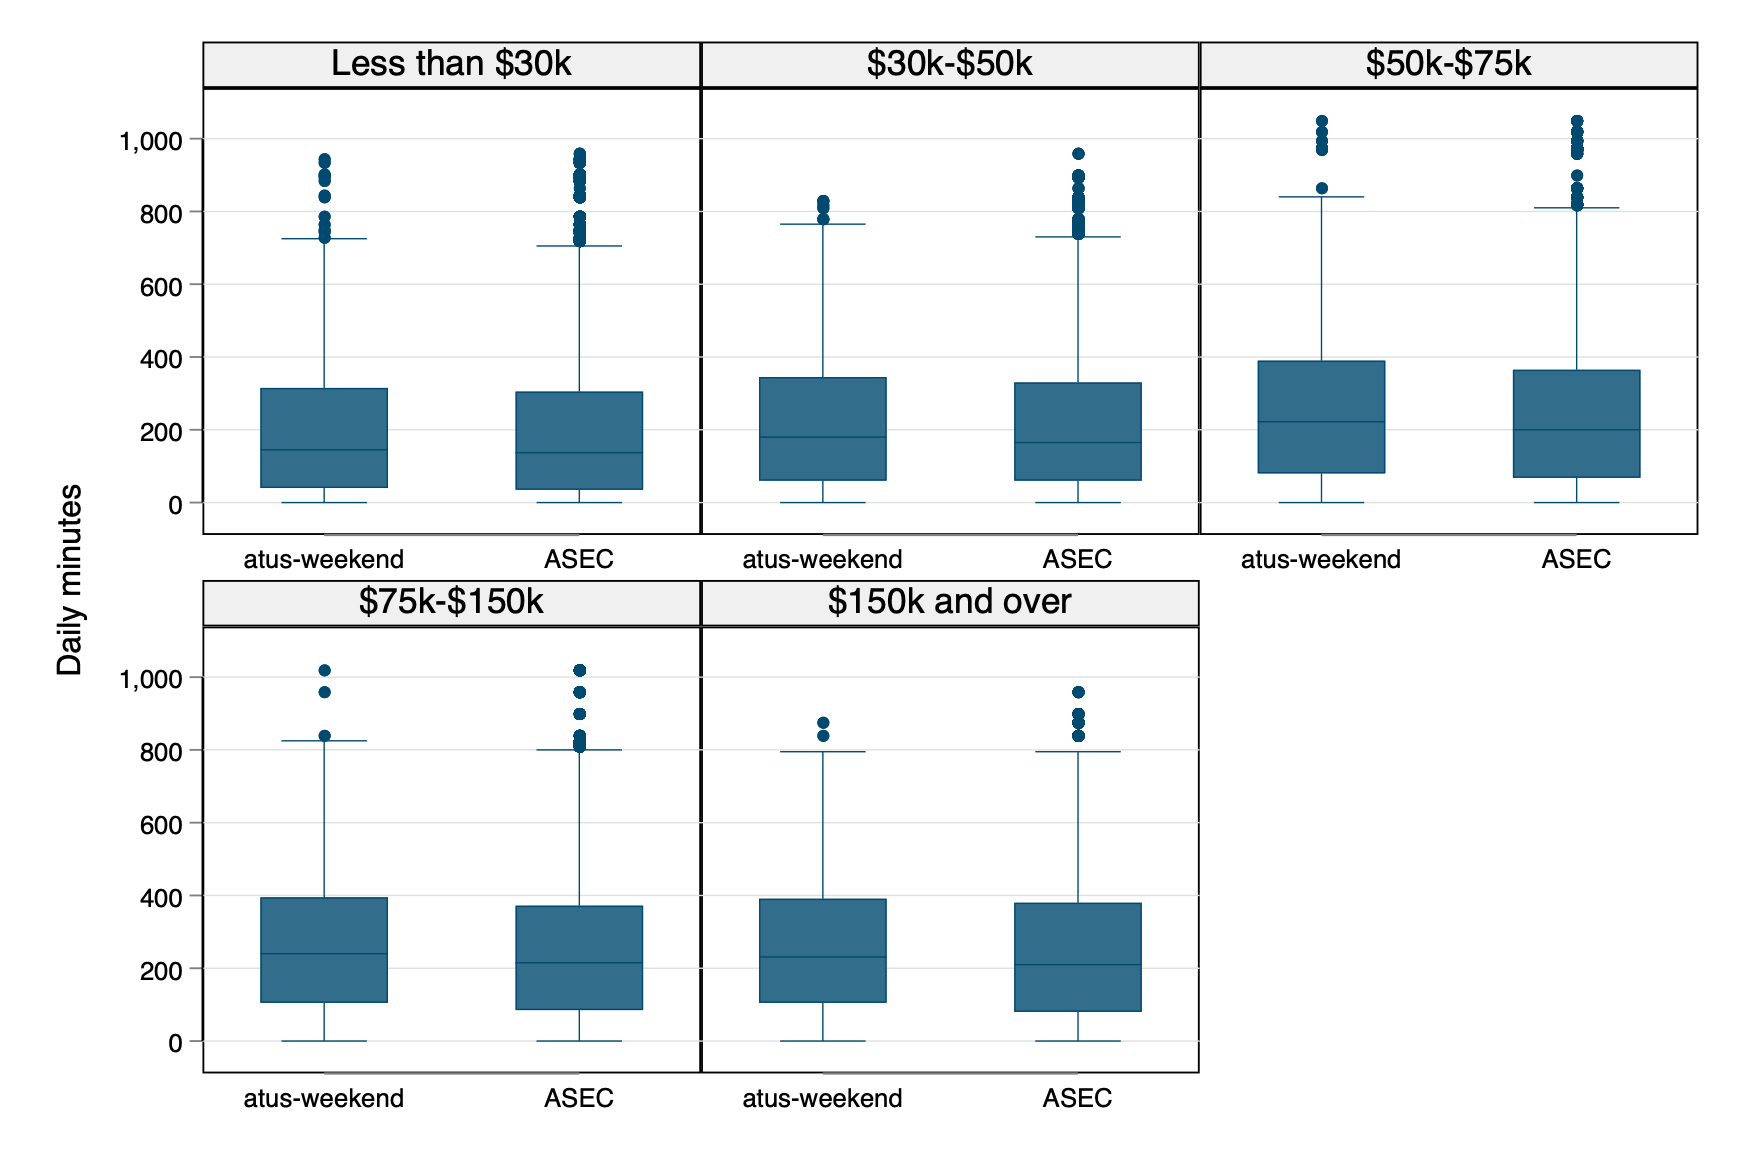 Less than $30k
$30k-$50k
$50k-$75k
1,000
800
600
400
200
0
atus-weekend
ASEC
atus-weekend
ASEC
atus-weekend
ASEC
Daily minutes
$75k-$150k
$150k and over
1,000
800
600
400
200
0
atus-weekend
ASEC
atus-weekend
ASEC